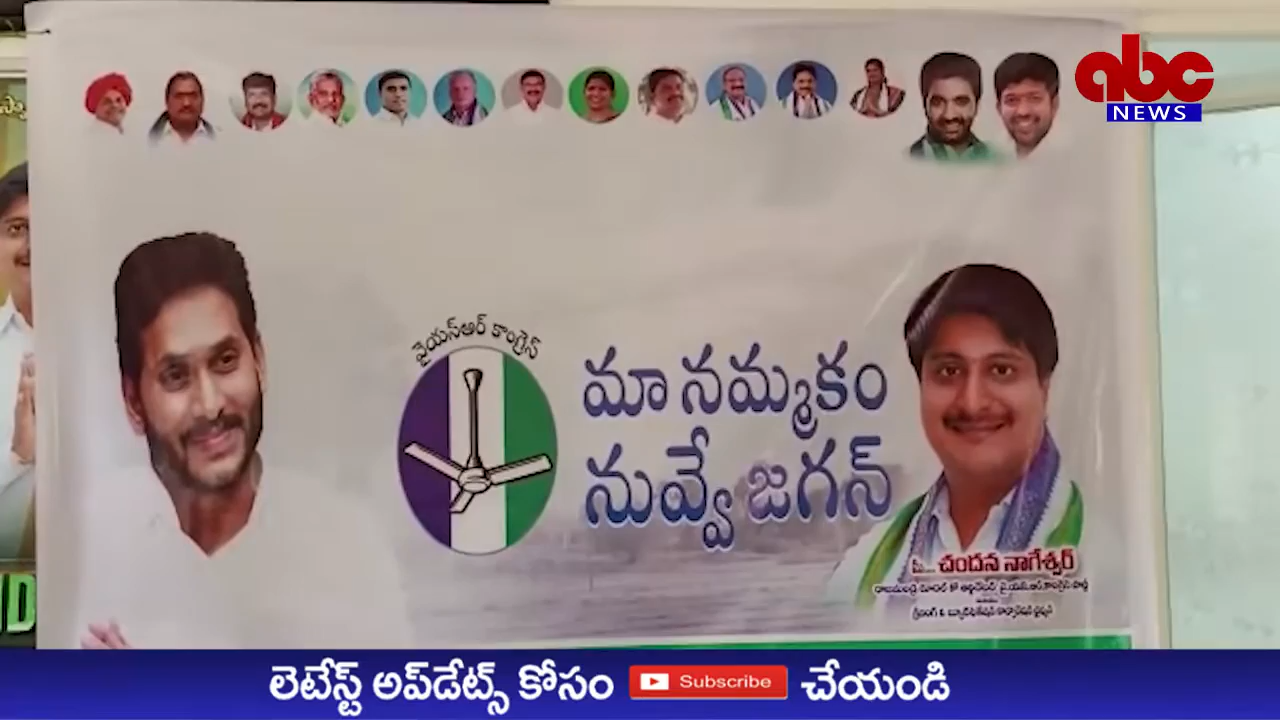 abc
NEWS
వైయస్ఆర్ కాంగ్రెస్
మా నమ్మకం
నువ్వే జగన్
మీ... చందన నాగేశ్వర్
లెటేస్ట్ అప్‌డేట్స్ కోసం Subscribe చేయండి